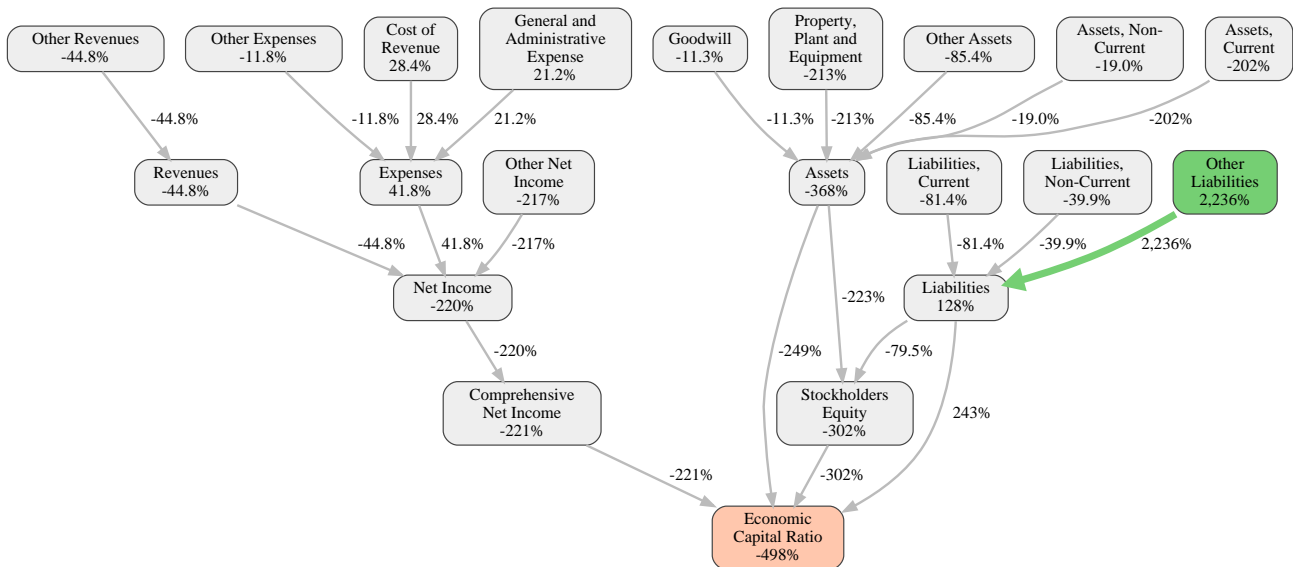 Other Revenues
-44.8%
Other Expenses
-11.8%
Cost of
Revenue
28.4%
General and
Administrative
Expense
21.2%
Goodwill
-11.3%
Property,
Plant and
Equipment
-213%
Other Assets
-85.4%
Assets, Non-
Current
-19.0%
Assets,
Current
-202%
-44.8%
-11.8%
28.4%
21.2%
-11.3%
-213%
-85.4%
-19.0%
-202%
Revenues
-44.8%
Expenses
41.8%
Other Net
Income
-217%
Assets
-368%
Liabilities,
Current
-81.4%
Liabilities,
Non-Current
-39.9%
Other
Liabilities
2,236%
-44.8%
41.8%
-217%
-81.4%
-39.9%
2,236%
Net Income
-220%
-223%
Liabilities
128%
-220%
-249%
-79.5%
Comprehensive
Net Income
-221%
Stockholders
Equity
-302%
243%
-221%
-302%
Economic
Capital Ratio
-498%